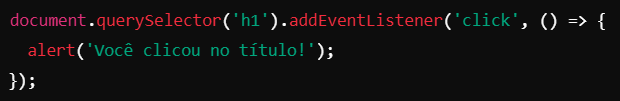 document.querySelector('h1').addEventListener('click', () => {
  alert('Você clicou no título!');
});